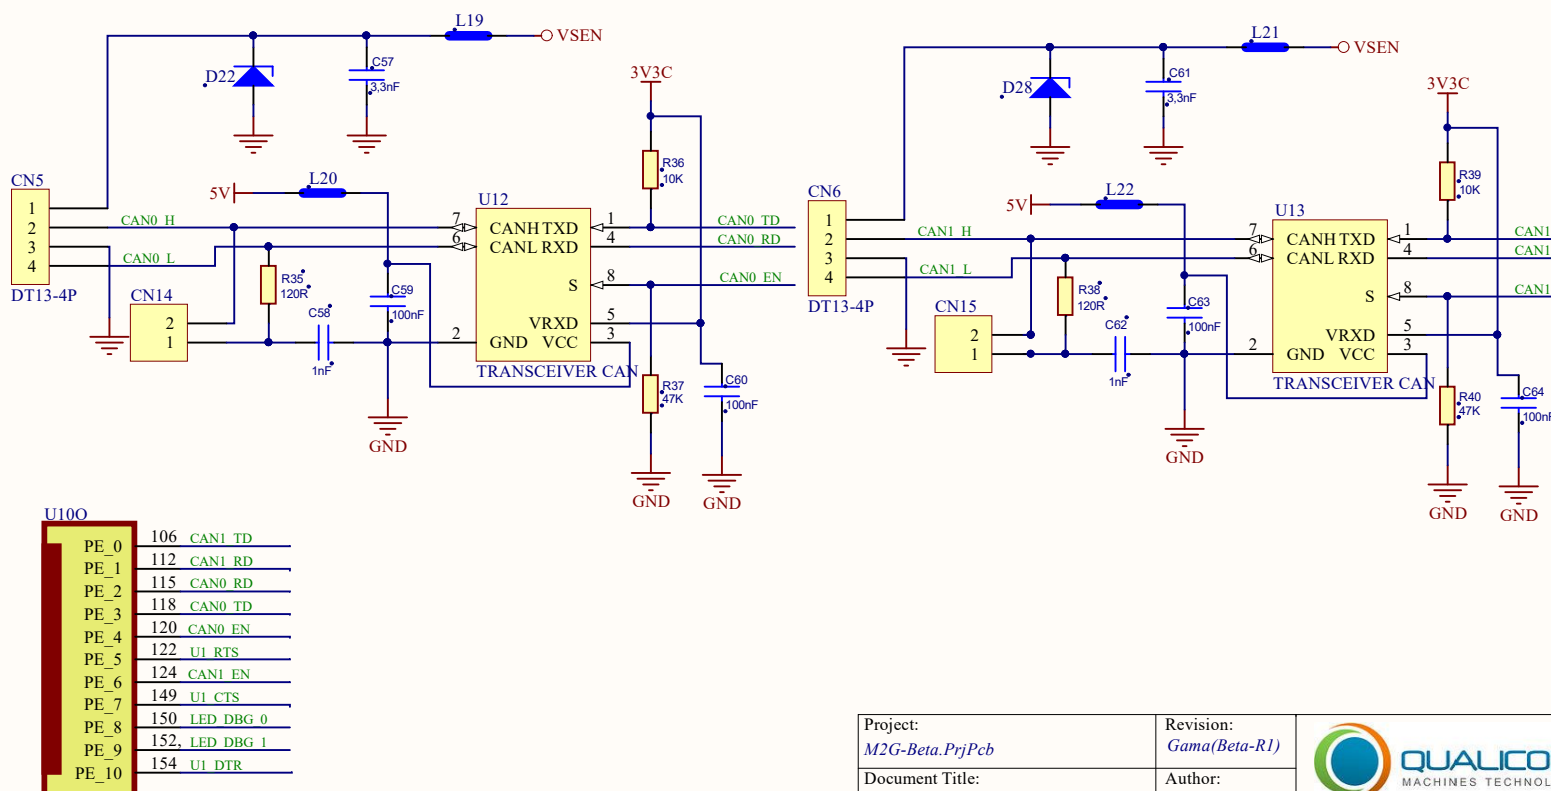 L19
VSEN
D22
C57
3,3nF
3V3C
R36
10K
CN5
1
2
3
4
DT13-4P
5V
L20
CAN0_H
CAN0_L
U12
7
6
CANH TXD
CANL RXD
S
VRXD
GND VCC
TRANSCEIVER CAN
1
4
8
5
3
2
CAN0_TD
CAN0_RD
CAN0_EN
R35
120R
C59
100nF
CN14
2
1
C58
1nF
GND
R37
47K
C60
100nF
GND
GND
L21
VSEN
D28
C61
3,3nF
3V3C
R39
10K
CN6
1
2
3
4
DT13-4P
5V
L22
CAN1_H
CAN1_L
U13
7
6
CANH TXD
CANL RXD
S
VRXD
GND VCC
TRANSCEIVER CAN
1
4
8
5
3
2
CAN1
CAN1
CAN1
R38
120R
C63
100nF
CN15
2
1
C62
1nF
GND
R40
47K
C64
100nF
GND
GND
U10O
PE_0 106 CAN1_TD
PE_1 112 CAN1_RD
PE_2 115 CAN0_RD
PE_3 118 CAN0_TD
PE_4 120 CAN0_EN
PE_5 122 U1_RTS
PE_6 124 CAN1_EN
PE_7 149 U1_CTS
PE_8 150 LED_DBG_0
PE_9 152 LED_DBG_1
PE_10 154 U1_DTR
Project:
M2G-Beta.PrjPcb
Revision:
Gama(Beta-R1)
Document Title:
Author:
QUALICO
MACHINES TECHNOL